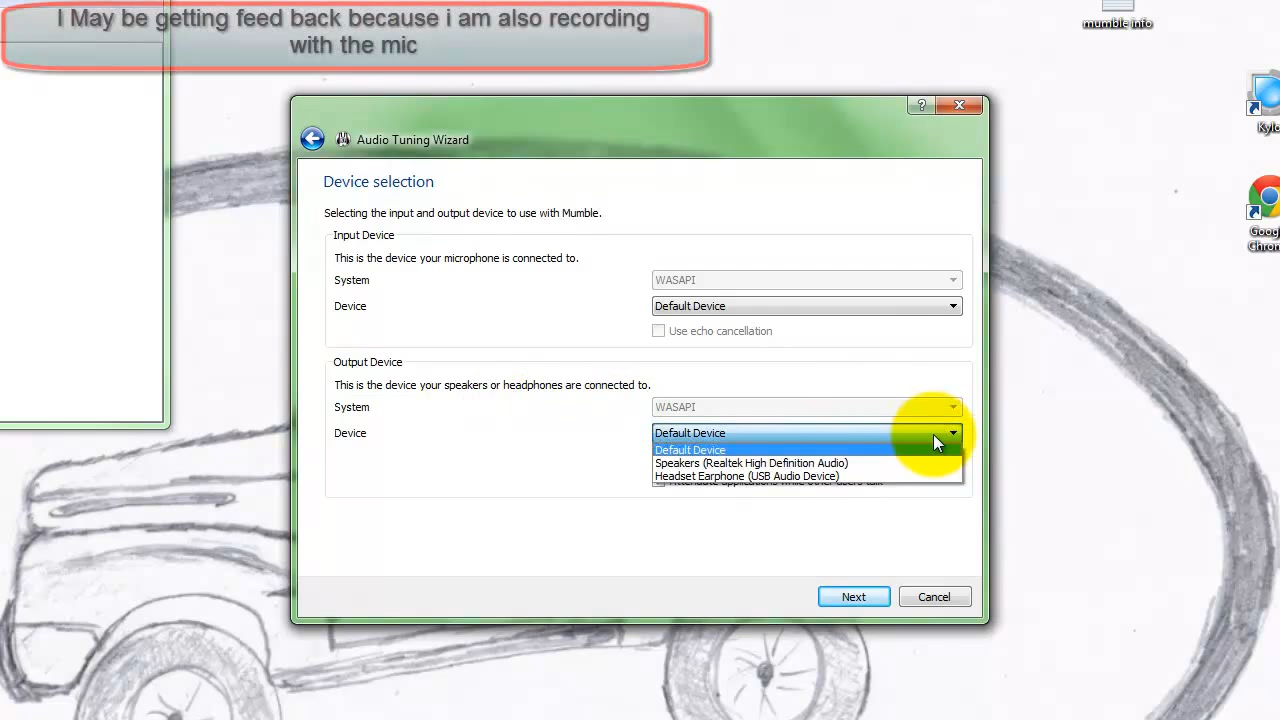 I May be getting feed back because i am also recording
with the mic
mumble info
Audio Tuning Wizard
Device selection
Selecting the input and output device to use with Mumble.
Input Device
This is the device your microphone is connected to.
System WASAPI
Device Default Device
Use echo cancellation
Output Device
This is the device your speakers or headphones are connected to.
System WASAPI
Device Default Device
Default Device
Speakers (Realtek High Definition Audio)
Headset Earphone (USB Audio Device)
Next Cancel
Kylo
Goog
Chrom